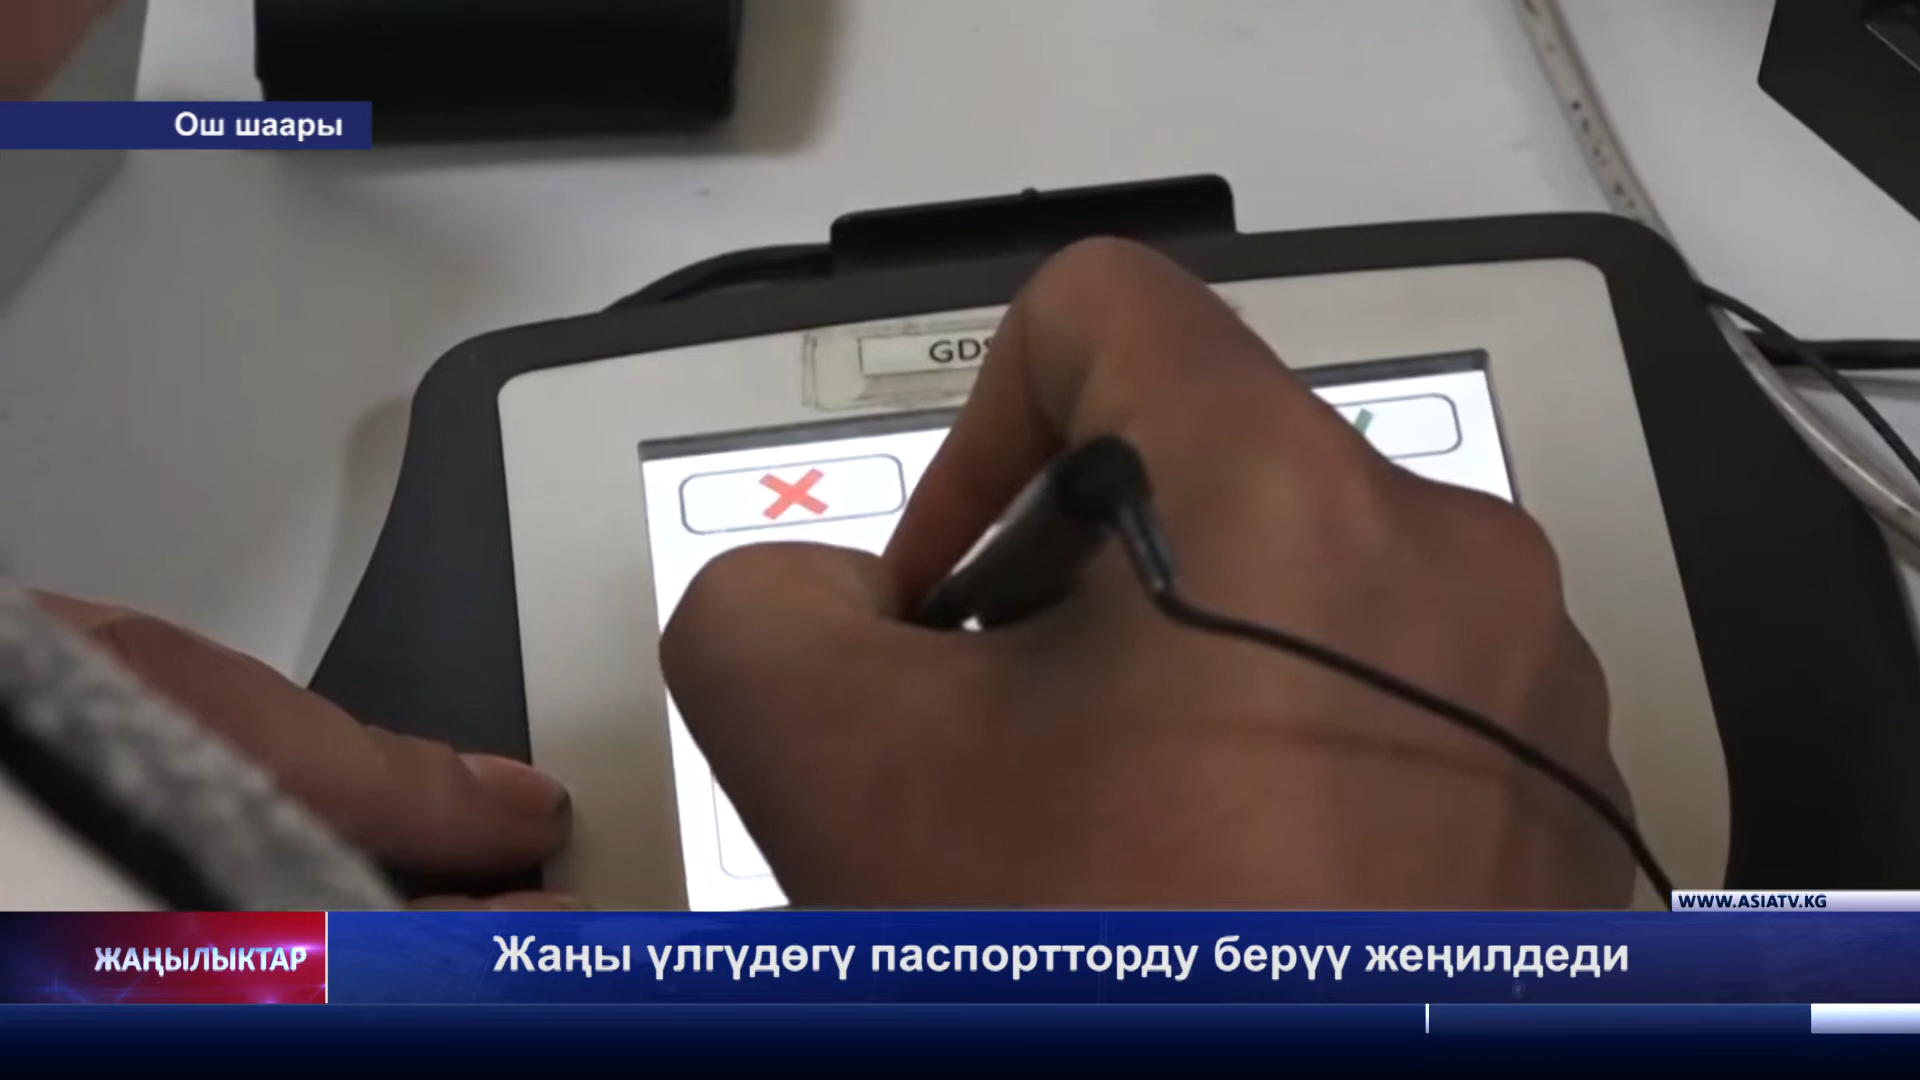 Ош шаары
WWW.ASIATV.KG
ЖАҢЫЛЫКТАР
Жаңы үлгүдөгү паспортторду берүү жеңилдеди